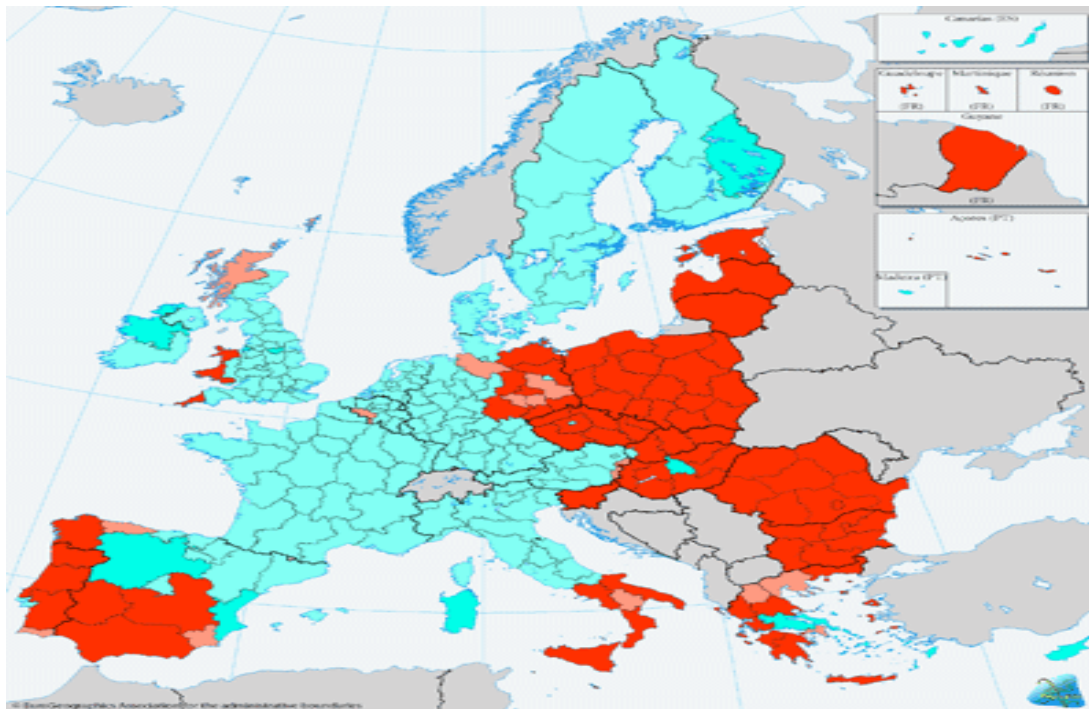 Canarias (ES)
Guadeloupe
Martinique
Réunion
(FR)
(FR)
(FR)
Guyane
(FR)
Açores (PT)
Madeira (PT)
© EuroGeographics Association for the administrative boundaries